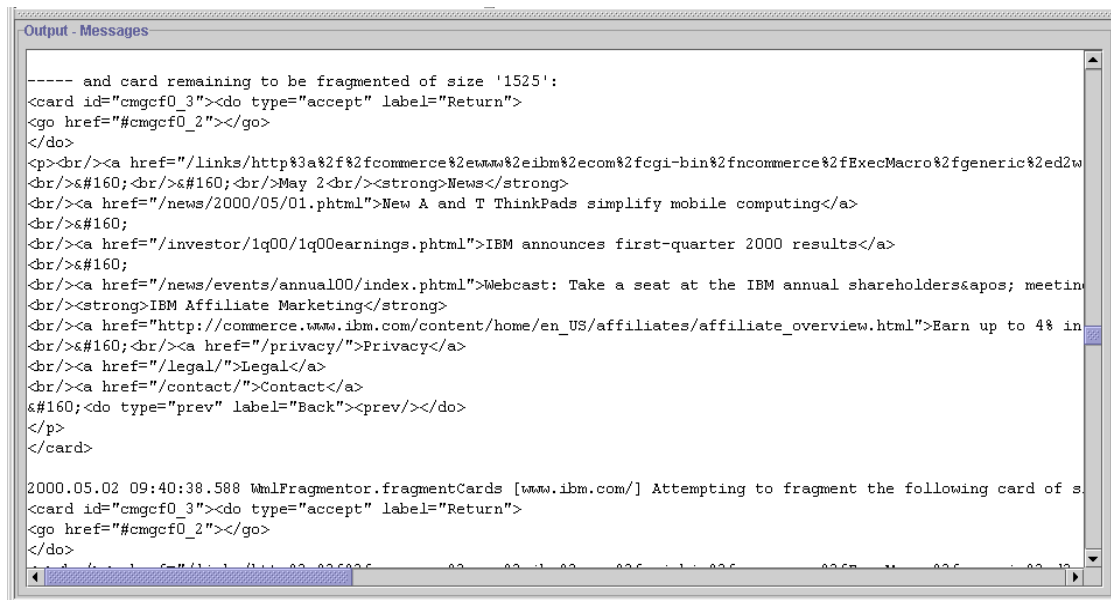 Output - Messages
----- and card remaining to be fragmented of size '1525':
<card id="cmgcf0_3"><do type="accept" label="Return">
<go href="#cmgcf0_2"></go>
</do>
<p><br/><a href="/links/http%3a%2f%2fcommerce%2ewww%2eibm%2ecom%2fcgi-bin%2fncommerce%2fExecMacro%2fgeneric%2ed2w
<br/>&#160;<br/>&#160;<br/>May 2<br/><strong>News</strong>
<br/><a href="/news/2000/05/01.phtml">New A and T ThinkPads simplify mobile computing</a>
<br/>&#160;
<br/><a href="/investor/1q00/1q00earnings.phtml">IBM announces first-quarter 2000 results</a>
<br/>&#160;
<br/><a href="/news/events/annual00/index.phtml">Webcast: Take a seat at the IBM annual shareholders&apos; meetin
<br/><strong>IBM Affiliate Marketing</strong>
<br/><a href="http://commerce.www.ibm.com/content/home/en_US/affiliates/affiliate_overview.html">Earn up to 4% in
<br/>&#160;<br/><a href="/privacy/">Privacy</a>
<br/><a href="/legal/">Legal</a>
<br/><a href="/contact/">Contact</a>
&#160;<do type="prev" label="Back"><prev/></do>
</p>
</card>
2000.05.02 09:40:38.588 WmlFragmentor.fragmentCards [www.ibm.com/] Attempting to fragment the following card of s
<card id="cmgcf0_3"><do type="accept" label="Return">
<go href="#cmgcf0_2"></go>
</do>